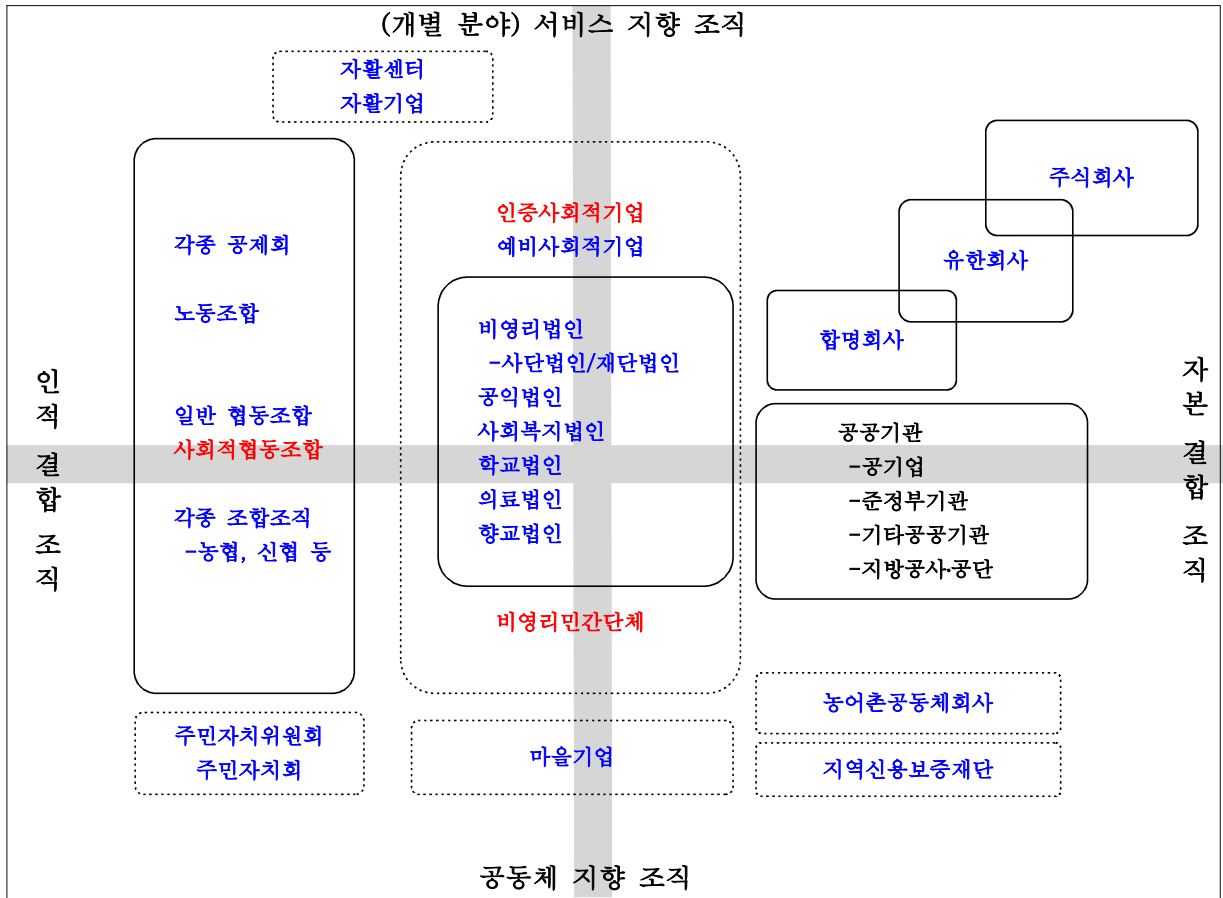 (개별 분야) 서비스 지향 조직
자활센터
자활기업
각종 공제회
노동조합
일반 협동조합
사회적협동조합
각종 조합조직
-농협, 신협 등
인증사회적기업
예비사회적기업
비영리법인
-사단법인/재단법인
공익법인
사회복지법인
학교법인
의료법인
향교법인
비영리민간단체
주식회사
유한회사
합명회사
공공기관
-공기업
-준정부기관
-기타공공기관
-지방공사·공단
인적 결합 조직
자본 결합 조직
주민자치위원회
주민자치회
마을기업
농어촌공동체회사
지역신용보증재단
공동체 지향 조직